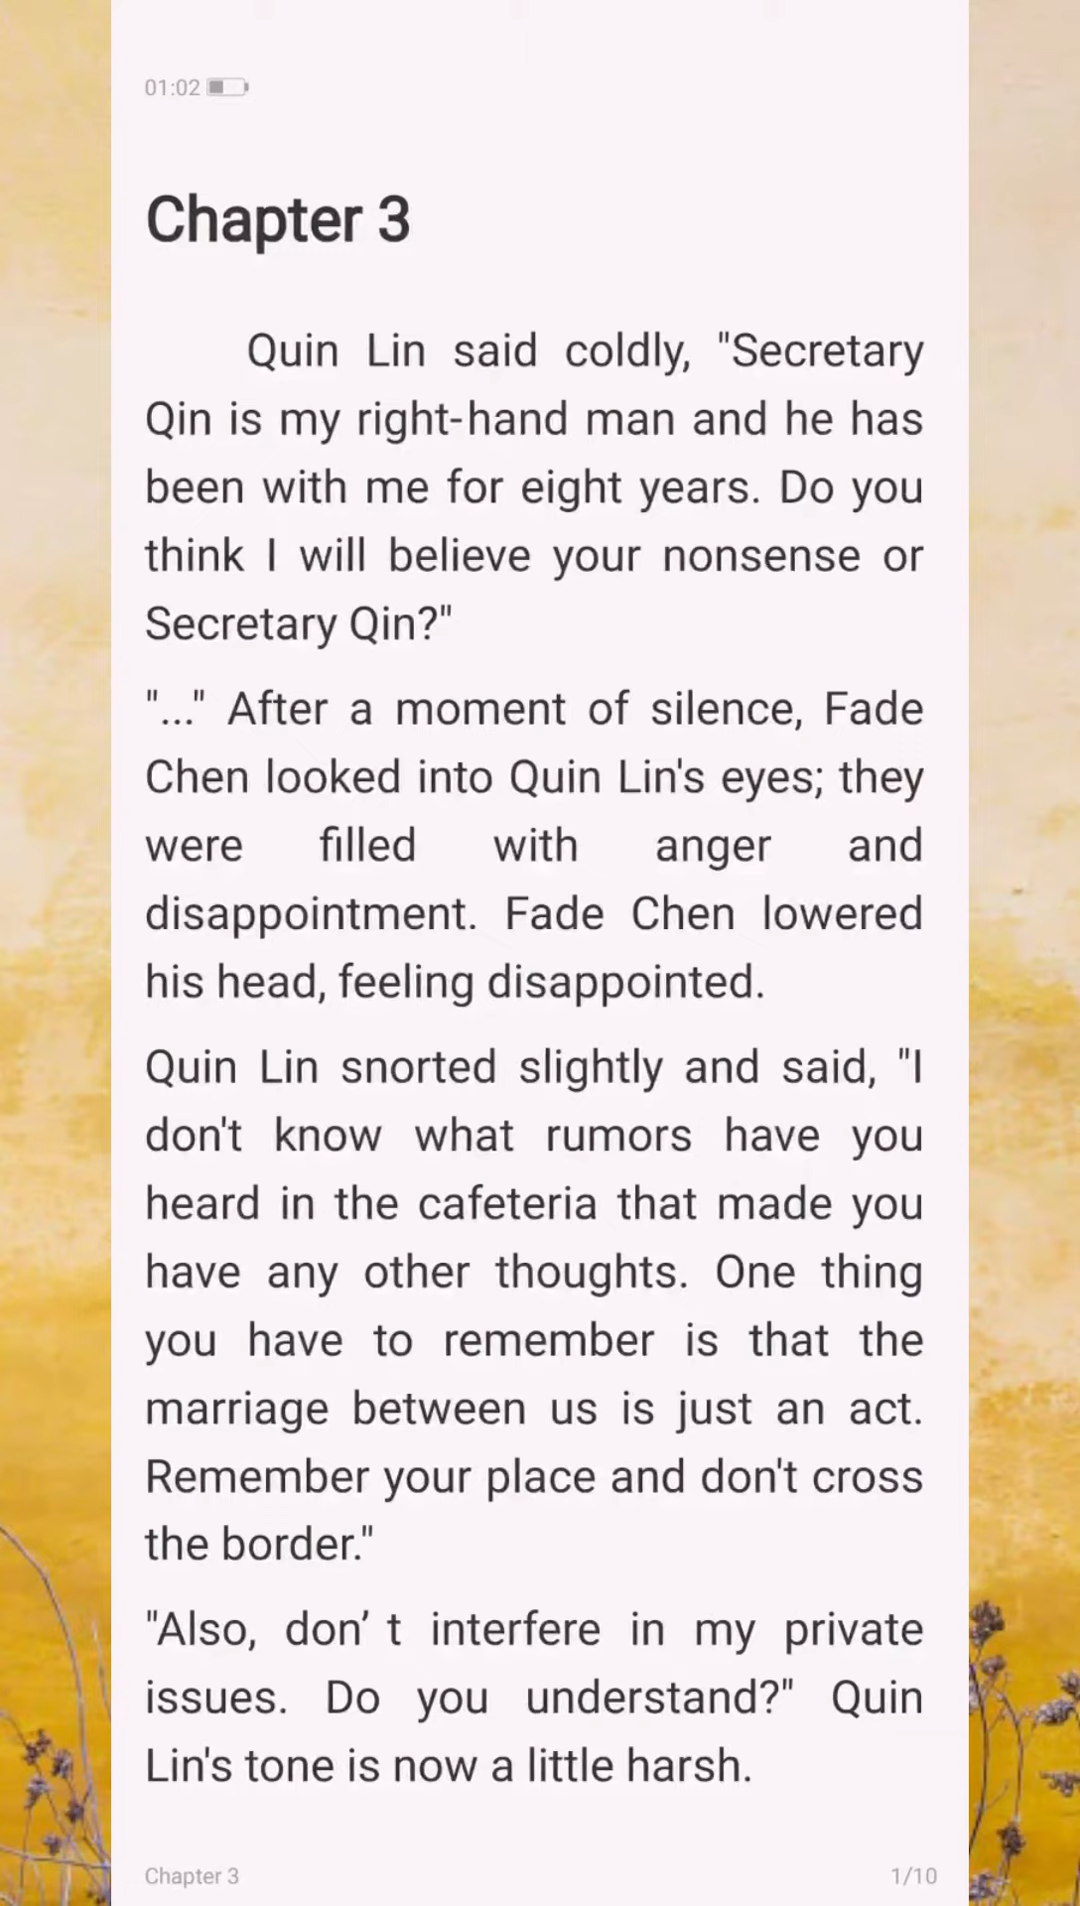 01:02
Chapter 3
Quin Lin said coldly, "Secretary
Qin is my right-hand man and he has
been with me for eight years. Do you
think I will believe your nonsense or
Secretary Qin?"
"..." After a moment of silence, Fade
Chen looked into Quin Lin's eyes; they
were filled with anger and
disappointment. Fade Chen lowered
his head, feeling disappointed.
Quin Lin snorted slightly and said, "I
don't know what rumors have you
heard in the cafeteria that made you
have any other thoughts. One thing
you have to remember is that the
marriage between us is just an act.
Remember your place and don't cross
the border."
"Also, don’ t interfere in my private
issues. Do you understand?" Quin
Lin's tone is now a little harsh.
Chapter 3
1/10